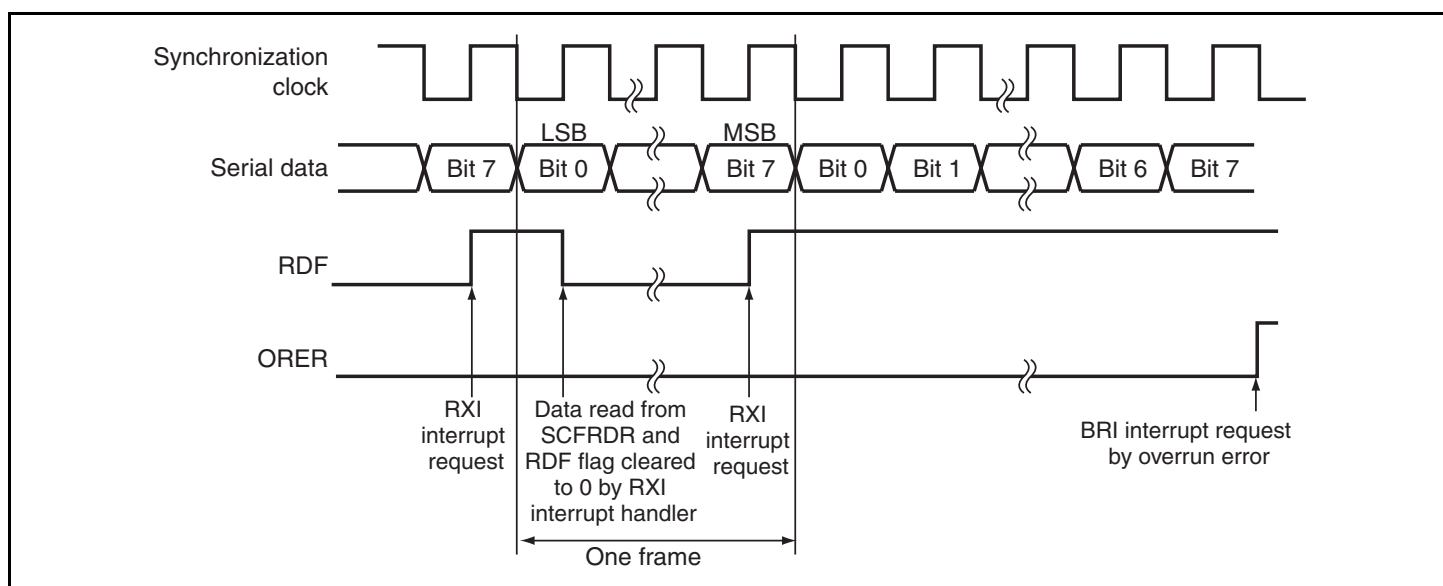 Synchronization
clock
LSB
MSB
Serial data
Bit 7
Bit 0
Bit 7
Bit 0
Bit 1
Bit 6
Bit 7
RDF
ORER
RXI
interrupt
request
Data read from
SCFRDR and
RDF flag cleared
to 0 by RXI
interrupt handler
RXI
interrupt
request
BRI interrupt request
by overrun error
One frame